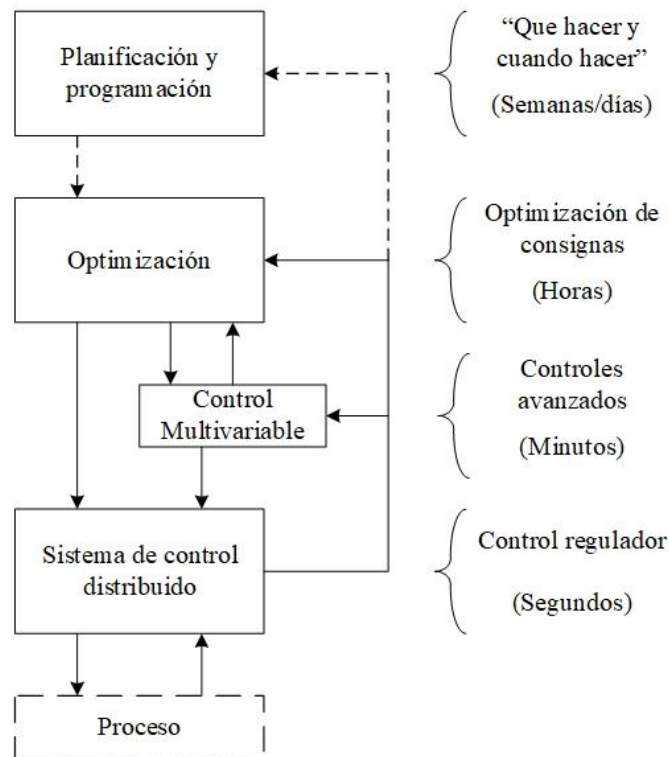 Planificación y
programación
“Que hacer y
cuando hacer”
(Semanas/días)
Optimización
Optimización de
consignas
(Horas)
Control
Multivariable
Controles
avanzados
(Minutos)
Sistema de control
distribuido
Control regulador
(Segundos)
Proceso